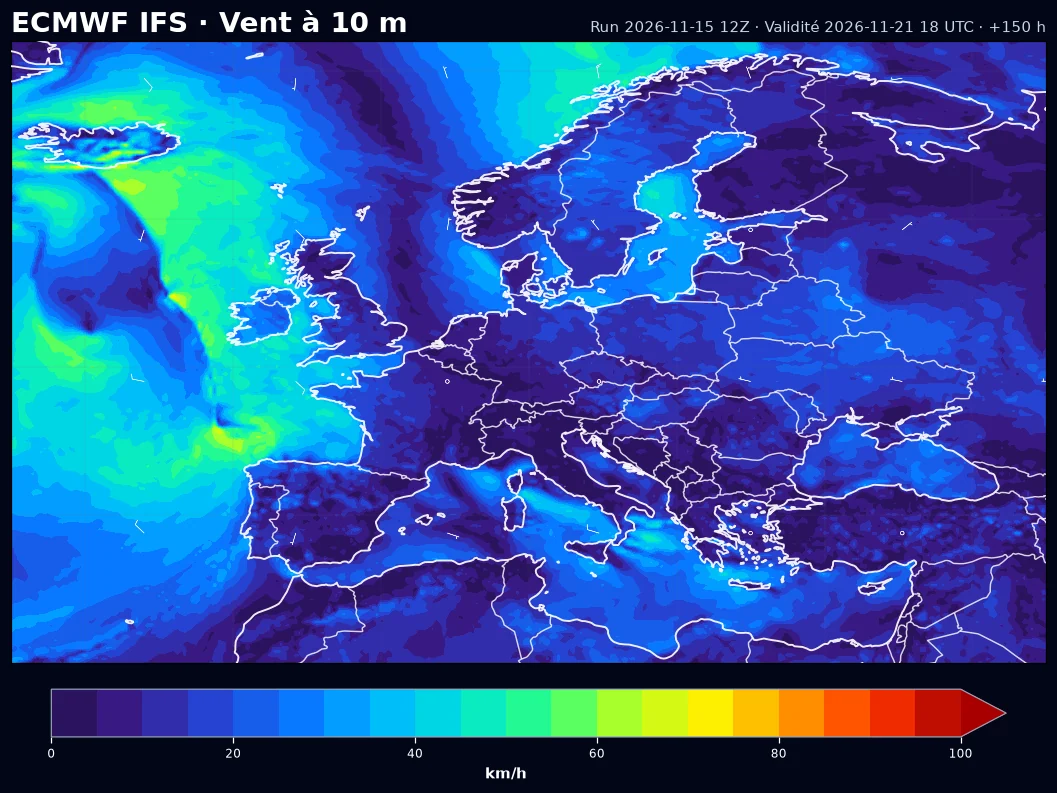 ECMWF IFS · Vent à 10 m
Run 2026-11-15 12Z · Validité 2026-11-21 18 UTC · +150 h
0 20 40 60 80 100
km/h